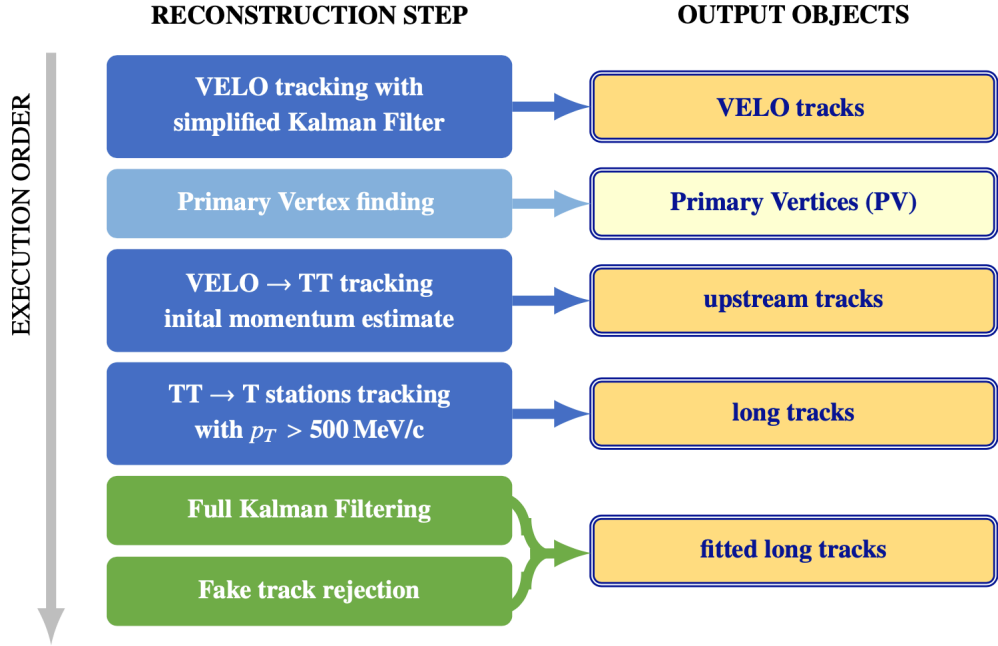 RECONSTRUCTION STEP
OUTPUT OBJECTS
EXECUTION ORDER
VELO tracking with
simplified Kalman Filter
VELO tracks
Primary Vertex finding
Primary Vertices (PV)
VELO → TT tracking
inital momentum estimate
upstream tracks
TT → T stations tracking
with p_T > 500 MeV/c
long tracks
Full Kalman Filtering
Fake track rejection
fitted long tracks